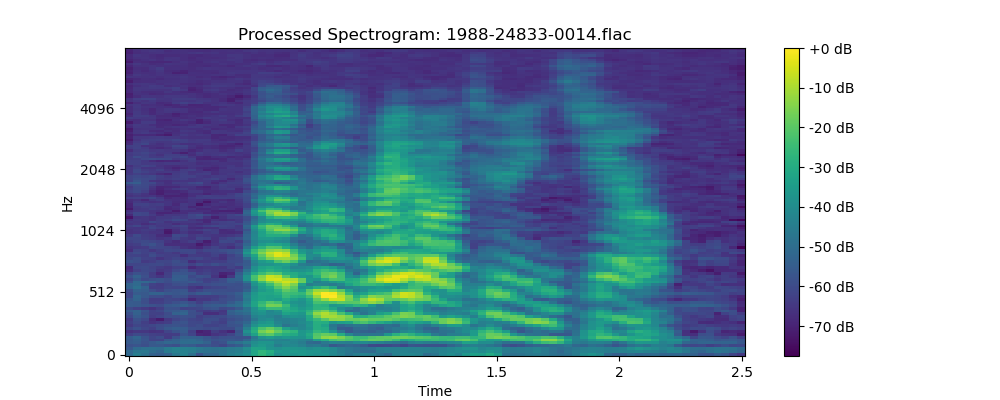 Processed Spectrogram: 1988-24833-0014.flac
+0 dB
4096
-10 dB
-20 dB
2048
-30 dB
Hz
1024
-40 dB
-50 dB
512
-60 dB
-70 dB
0
0 0.5 1 1.5 2 2.5
Time